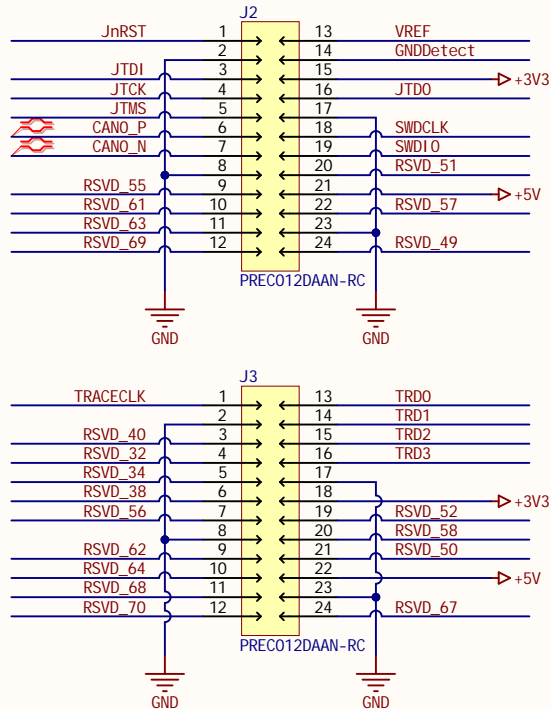 J2
JnRST 1 13 VREF
2 14 GNDDetect
JTDI 3 15 +3V3
JTCK 4 16 JTDO
JTMS 5 17
CAN0_P 6 18 SWDCLK
CAN0_N 7 19 SWDIO
8 20 RSVD_51
RSVD_55 9 21 +5V
RSVD_61 10 22 RSVD_57
RSVD_63 11 23
RSVD_69 12 24 RSVD_49
PREC012DAAN-RC
GND GND
J3
TRACECLK 1 13 TRD0
2 14 TRD1
RSVD_40 3 15 TRD2
RSVD_32 4 16 TRD3
RSVD_34 5 17
RSVD_38 6 18 +3V3
RSVD_56 7 19 RSVD_52
8 20 RSVD_58
RSVD_62 9 21 RSVD_50
RSVD_64 10 22 +5V
RSVD_68 11 23
RSVD_70 12 24 RSVD_67
PREC012DAAN-RC
GND GND